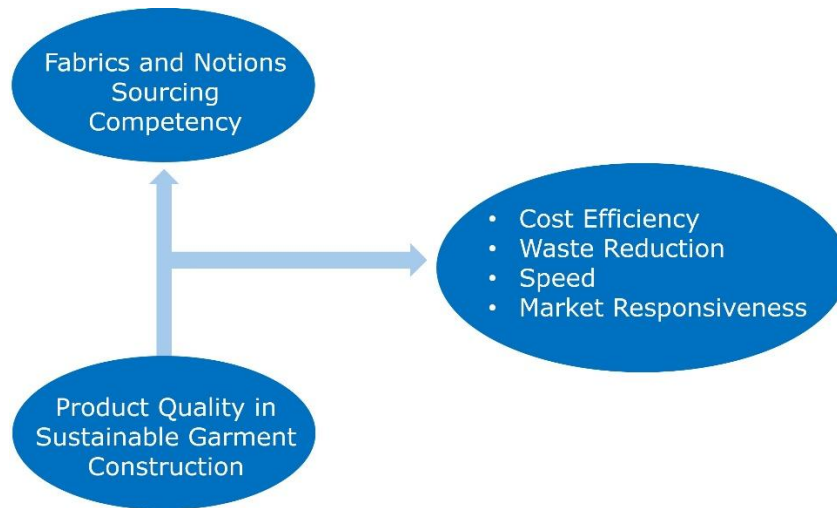 Fabrics and Notions
Sourcing
Competency
• Cost Efficiency
• Waste Reduction
• Speed
• Market Responsiveness
Product Quality in
Sustainable Garment
Construction